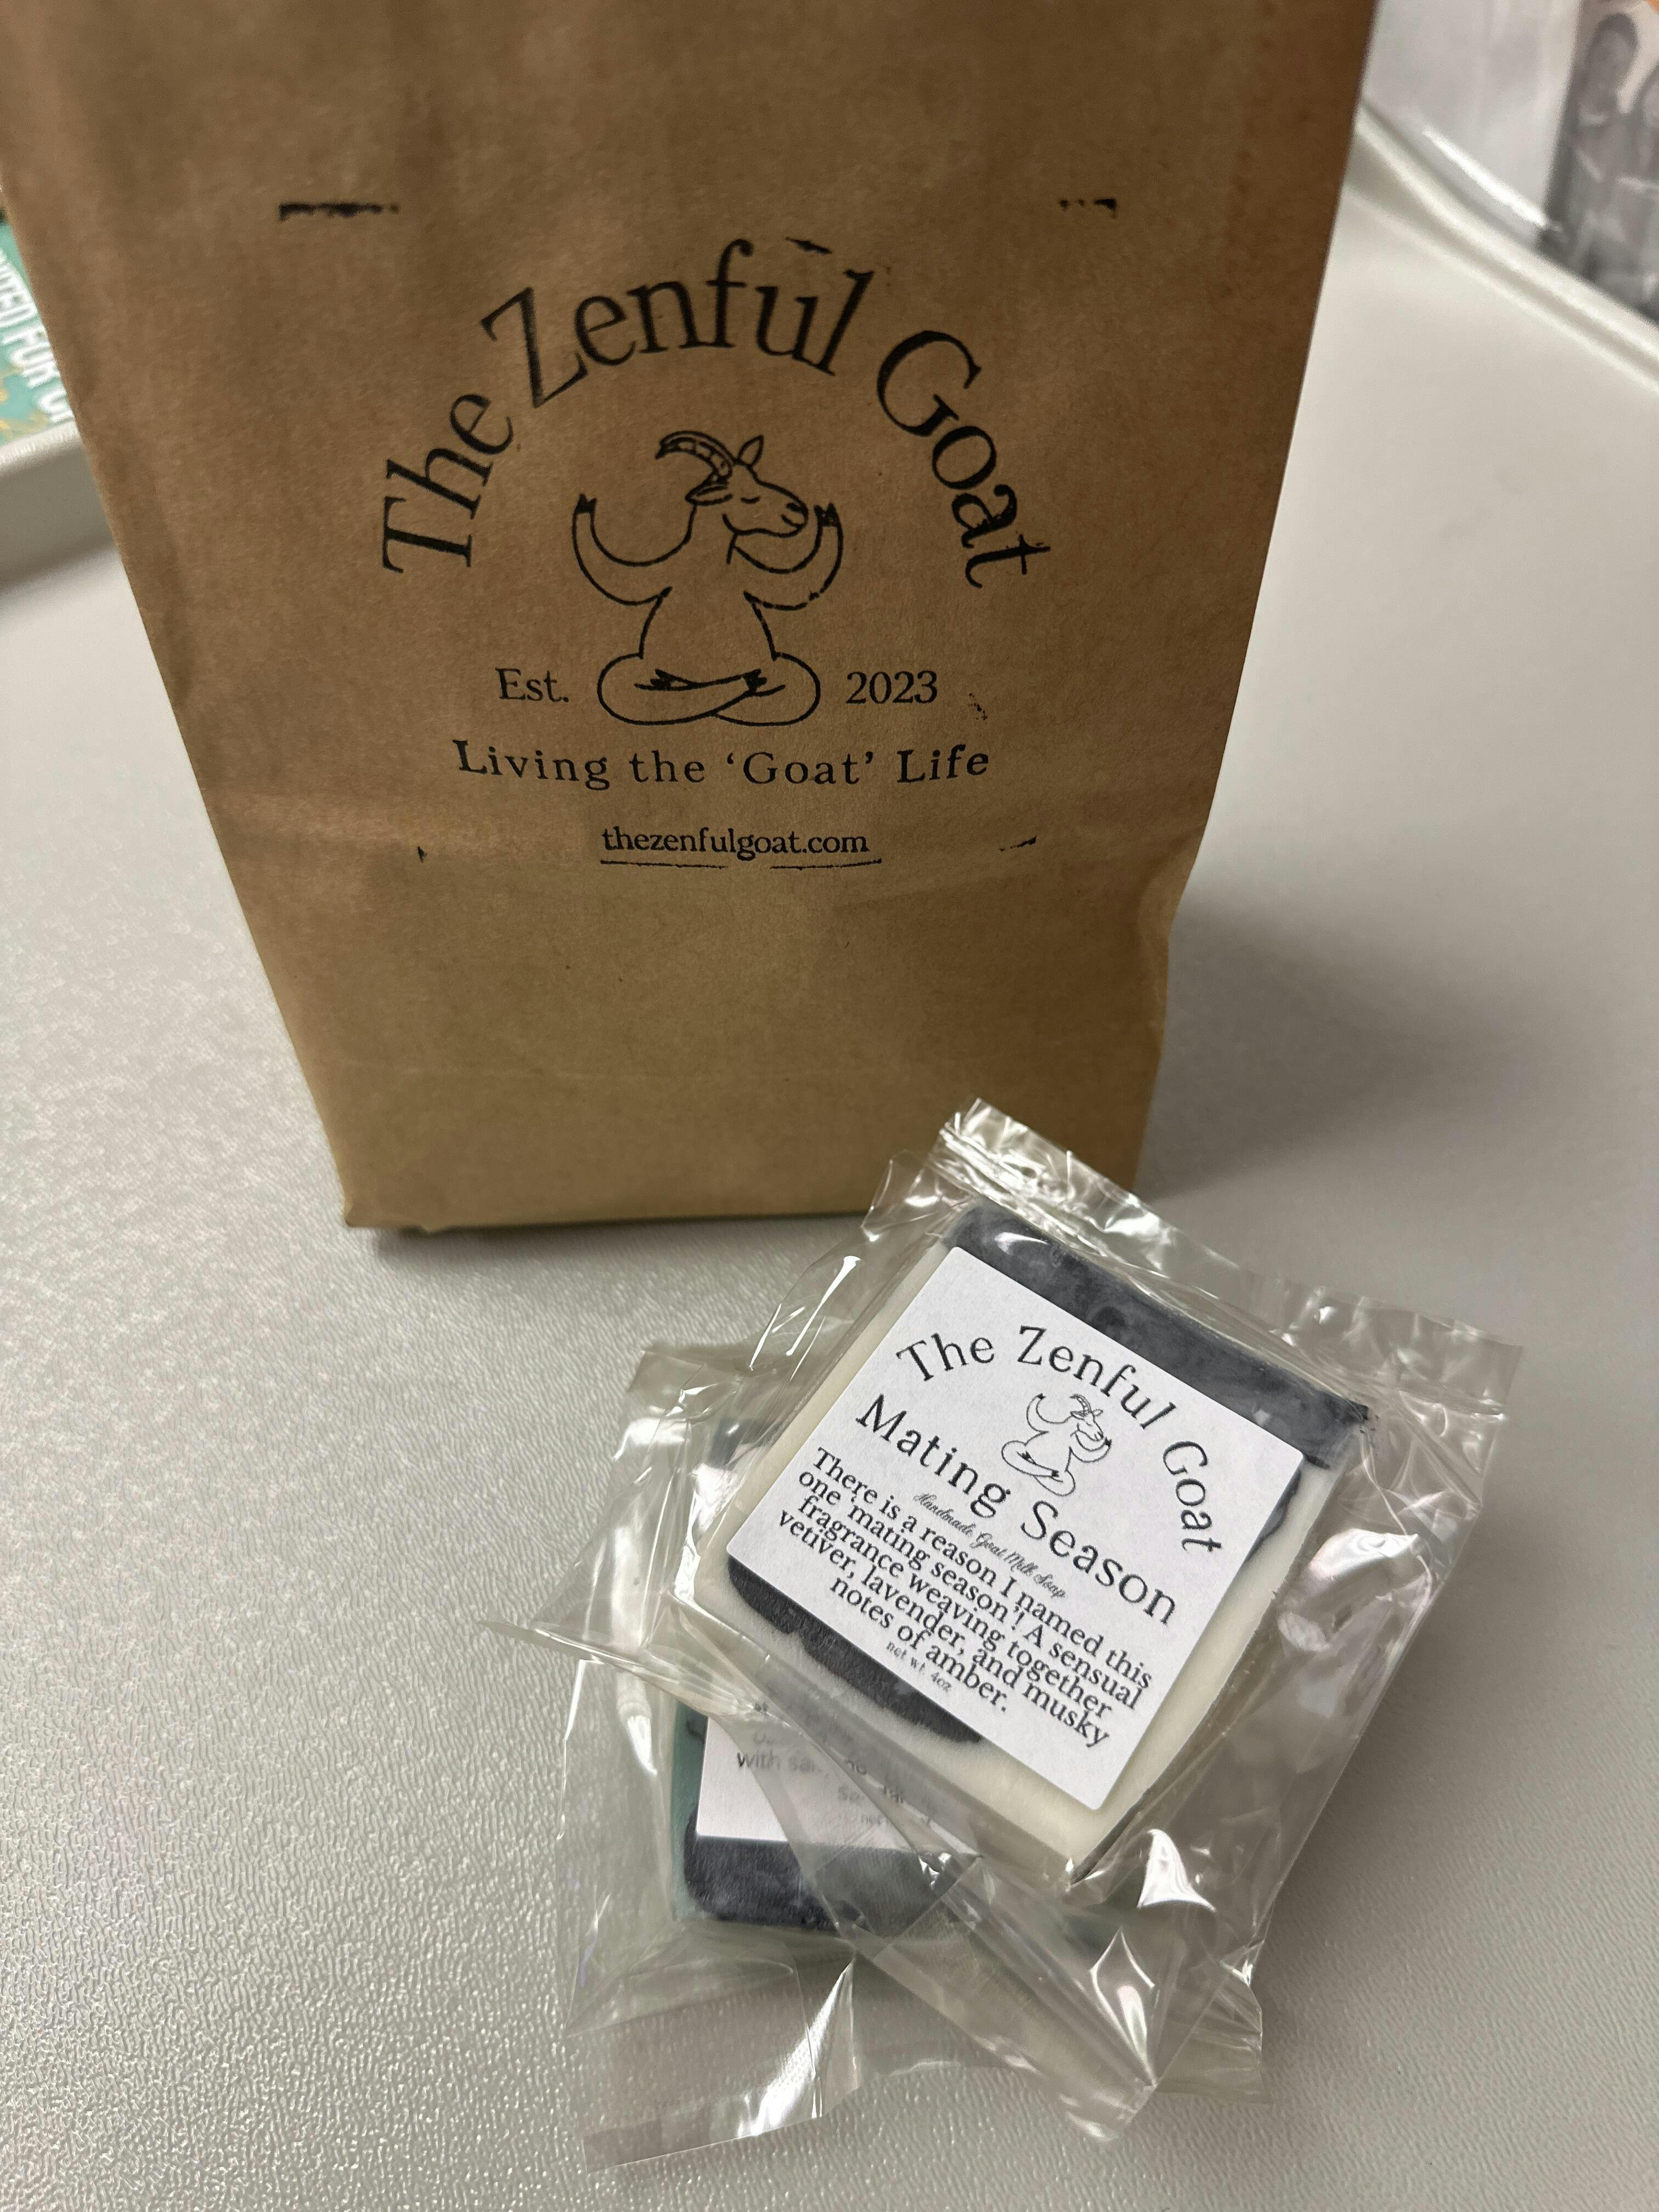 The Zenful Goat
Est. 2023
Living the ‘Goat’ Life
thezenfulgoat.com
The Zenful Goat
Mating Season
Handmade Goat Milk Soap
There is a reason I named this
one 'mating season'! A sensual
fragrance weaving together
vetiver, lavender, and musky
notes of amber.
net wt. 4oz
with
FOR